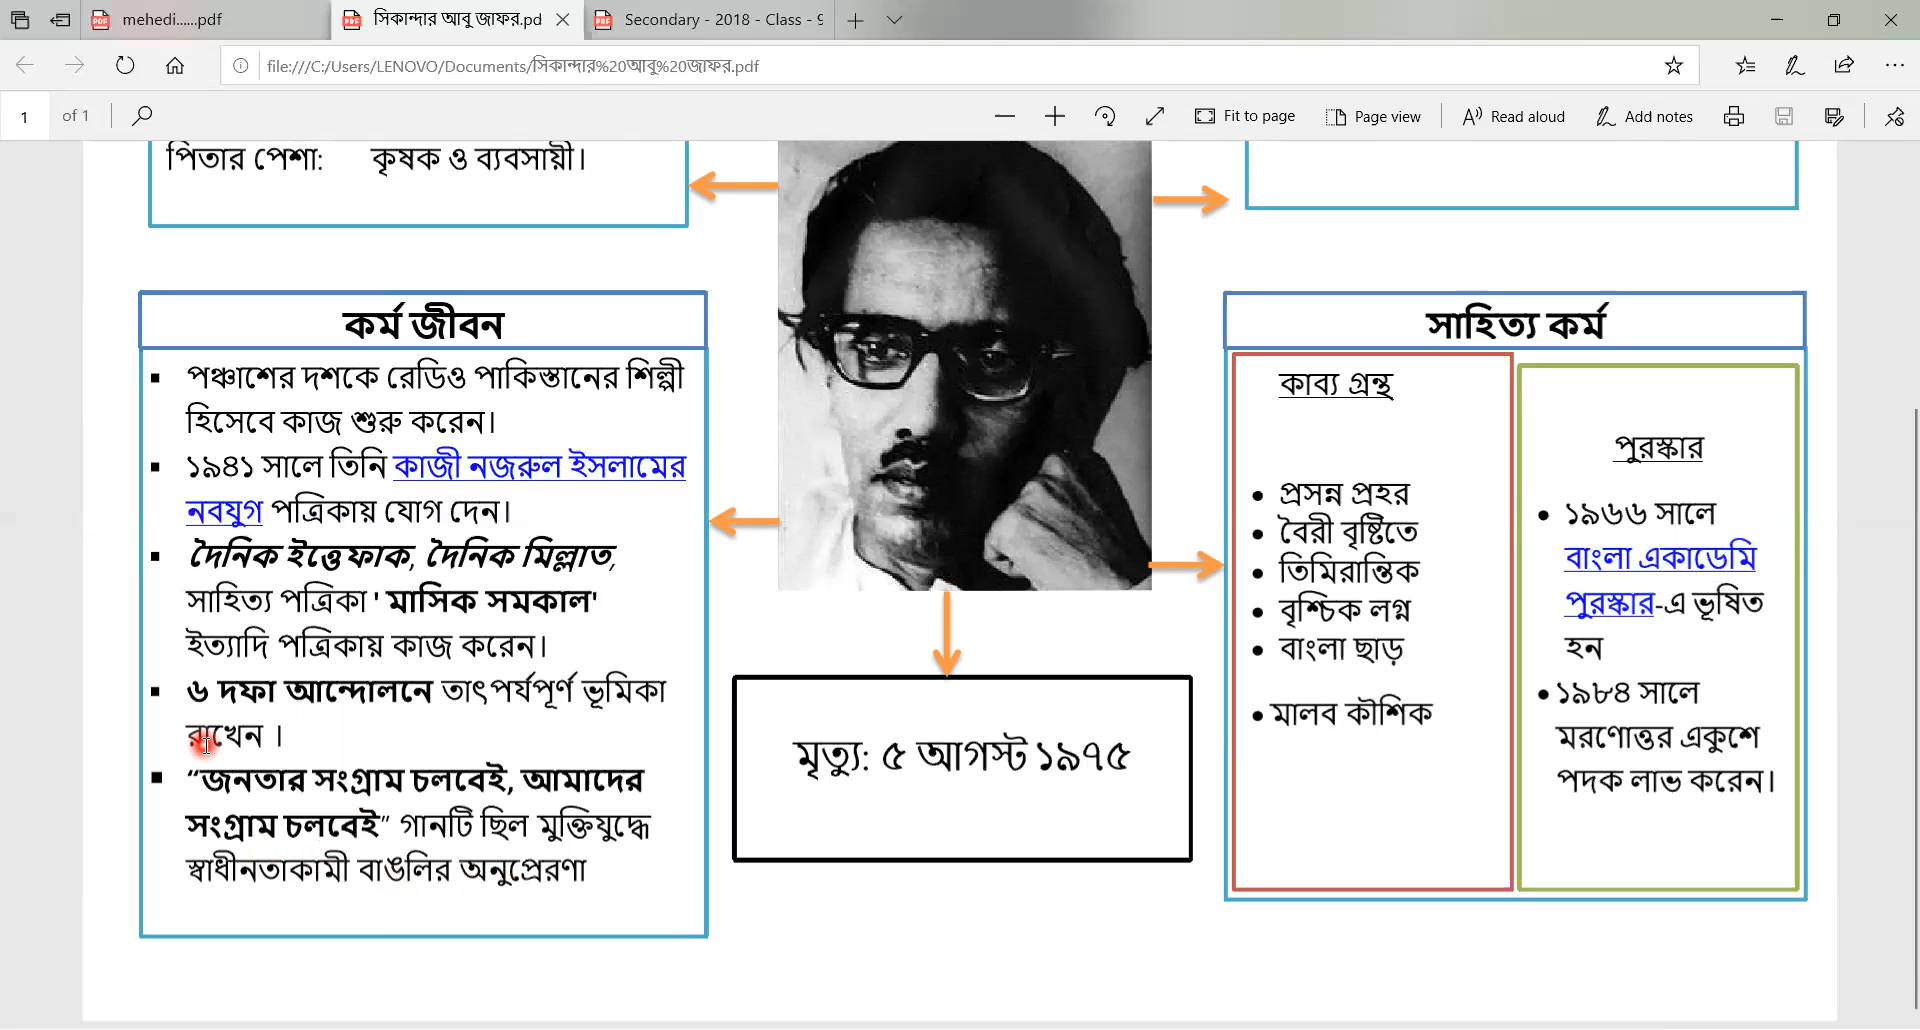 mehedi......pdf
সিকান্দার আবু জাফর.pd
Secondary - 2018 - Class - 9
file:///C:/Users/LENOVO/Documents/সিকান্দার%20আবু%20জাফর.pdf
1 of 1
Fit to page
Page view
Read aloud
Add notes
পিতার পেশা: কৃষক ও ব্যবসায়ী।
কর্ম জীবন
পঞ্চাশের দশকে রেডিও পাকিস্তানের শিল্পী
হিসেবে কাজ শুরু করেন।
১৯৪১ সালে তিনি কাজী নজরুল ইসলামের
নবযুগ পত্রিকায় যোগ দেন।
দৈনিক ইত্তেফাক, দৈনিক মিল্লাত,
সাহিত্য পত্রিকা ' মাসিক সমকাল'
ইত্যাদি পত্রিকায় কাজ করেন।
৬ দফা আন্দোলনে তাৎপর্যপূর্ণ ভূমিকা
রাখেন ।
“জনতার সংগ্রাম চলবেই, আমাদের
সংগ্রাম চলবেই” গানটি ছিল মুক্তিযুদ্ধে
স্বাধীনতাকামী বাঙলির অনুপ্রেরণা
মৃত্যু: ৫ আগস্ট ১৯৭৫
সাহিত্য কর্ম
কাব্য গ্রন্থ
প্রসন্ন প্রহর
বৈরী বৃষ্টিতে
তিমিরান্তিক
বৃশ্চিক লগ্ন
বাংলা ছাড়
মালব কৌশিক
পুরস্কার
১৯৬৬ সালে
বাংলা একাডেমি
পুরস্কার-এ ভূষিত
হন
১৯৮৪ সালে
মরণোত্তর একুশে
পদক লাভ করেন।